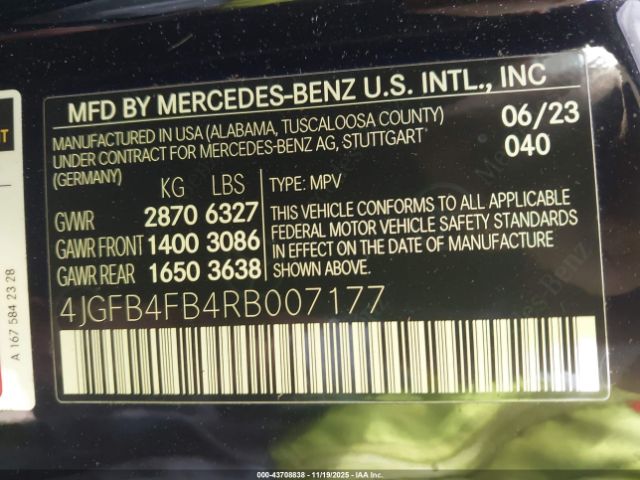 MFD BY MERCEDES-BENZ U.S. INTL., INC
MANUFACTURED IN USA (ALABAMA, TUSCALOOSA COUNTY) 06/23
UNDER CONTRACT FOR MERCEDES-BENZ AG, STUTTGART 040
(GERMANY)
KG LBS TYPE: MPV
GVWR 2870 6327
GAWR FRONT 1400 3086
GAWR REAR 1650 3638
THIS VEHICLE CONFORMS TO ALL APPLICABLE
FEDERAL MOTOR VEHICLE SAFETY STANDARDS
IN EFFECT ON THE DATE OF MANUFACTURE
SHOWN ABOVE.
4JGFB4FB4RB007177
A 167 584 23 28
000-43708838 - 11/19/2025 - IAAI.COM